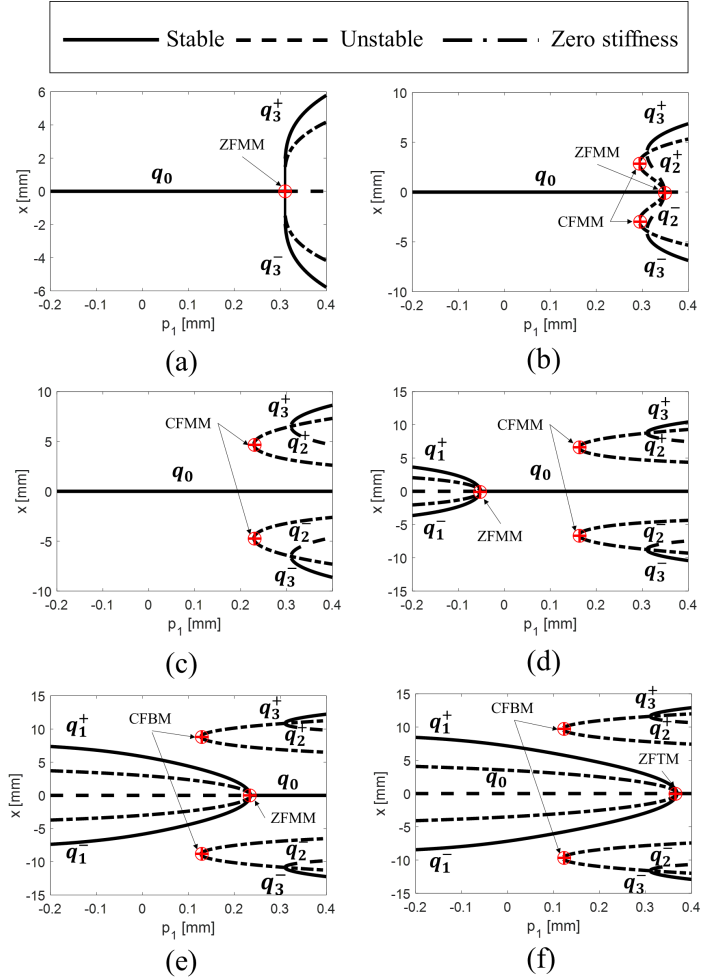 Stable Unstable Zero stiffness
6
4
2
0
-2
-4
-6
x [mm]
-0.2 -0.1 0 0.1 0.2 0.3 0.4
p1 [mm]
q3+
ZFMM
q0
q3−
(a)
10
5
0
-5
-10
x [mm]
-0.2 -0.1 0 0.1 0.2 0.3 0.4
p1 [mm]
q3+
ZFMM
q2+
q0
CFMM
q2−
q3−
(b)
10
5
0
-5
-10
x [mm]
-0.2 -0.1 0 0.1 0.2 0.3 0.4
p1 [mm]
q3+
CFMM
q2+
q0
q2−
q3−
(c)
15
10
5
0
-5
-10
-15
x [mm]
-0.2 -0.1 0 0.1 0.2 0.3 0.4
p1 [mm]
q3+
CFMM
q2+
q1+
q0
q1−
ZFMM
q2−
q3−
(d)
15
10
5
0
-5
-10
-15
x [mm]
-0.2 -0.1 0 0.1 0.2 0.3 0.4
p1 [mm]
q3+
CFBM
q1+
q2+
q0
ZFMM
q1−
q2−
q3−
(e)
15
10
5
0
-5
-10
-15
x [mm]
-0.2 -0.1 0 0.1 0.2 0.3 0.4
p1 [mm]
q3+
CFBM
q1+
q2+
ZFTM
q0
q1−
q2−
q3−
(f)